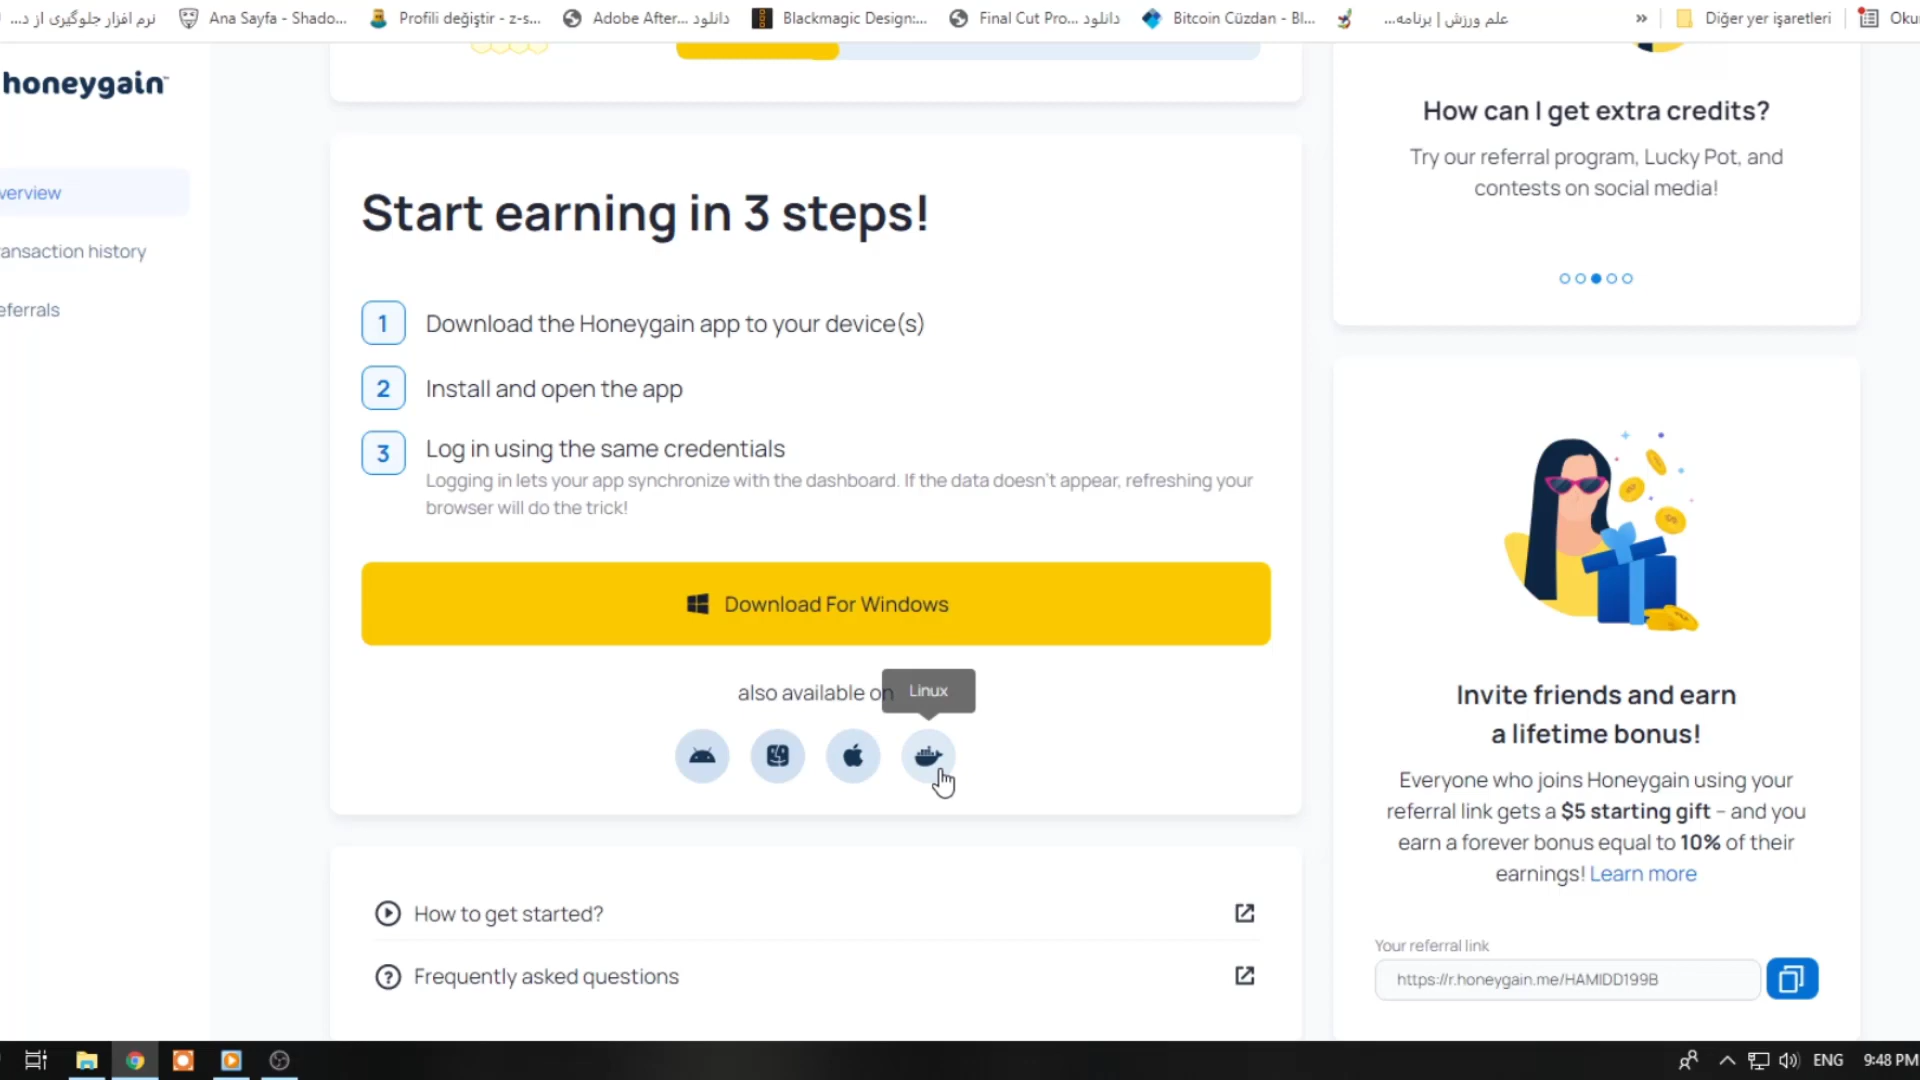 نرم افزار جلوگیری از د...
Ana Sayfa - Shado...
Profili değiştir - z-s...
Adobe After... دانلود
Blackmagic Design:...
Final Cut Pro... دانلود
Bitcoin Cüzdan - Bl...
علم ورزش | برنامه...
»
Diğer yer işaretleri
Oku
honeygain
verview
ansaction history
eferrals
Start earning in 3 steps!
1 Download the Honeygain app to your device(s)
2 Install and open the app
3 Log in using the same credentials
Logging in lets your app synchronize with the dashboard. If the data doesn't appear, refreshing your
browser will do the trick!
Download For Windows
also available on
Linux
How to get started?
Frequently asked questions
How can I get extra credits?
Try our referral program, Lucky Pot, and
contests on social media!
Invite friends and earn
a lifetime bonus!
Everyone who joins Honeygain using your
referral link gets a $5 starting gift – and you
earn a forever bonus equal to 10% of their
earnings! Learn more
Your referral link
https://r.honeygain.me/HAMIDD199B
ENG
9:48 PM